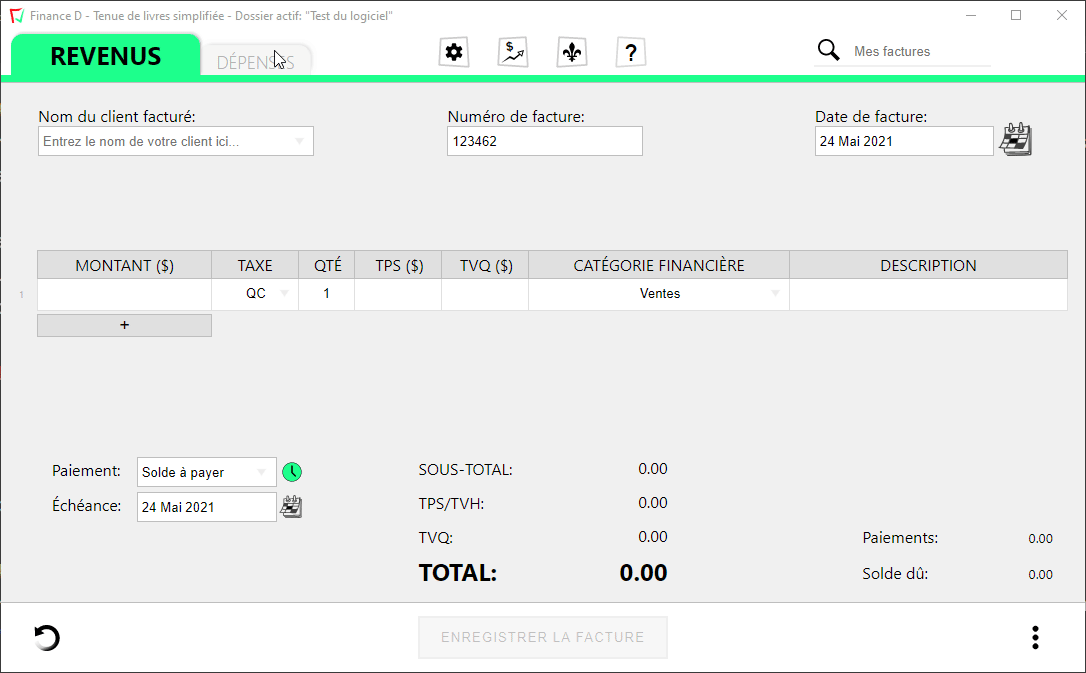 Finance D - Tenue de livres simplifiée - Dossier actif: "Test du logiciel"
REVENUS
DÉPENSES
$
?
Mes factures
Nom du client facturé:
Numéro de facture:
Date de facture:
Entrez le nom de votre client ici...
123462
24 Mai 2021
MONTANT ($) TAXE QTÉ TPS ($) TVQ ($) CATÉGORIE FINANCIÈRE DESCRIPTION
1 QC 1 Ventes
+
Paiement: Solde à payer
Échéance: 24 Mai 2021
SOUS-TOTAL: 0.00
TPS/TVH: 0.00
TVQ: 0.00
TOTAL: 0.00
Paiements: 0.00
Solde dû: 0.00
ENREGISTRER LA FACTURE